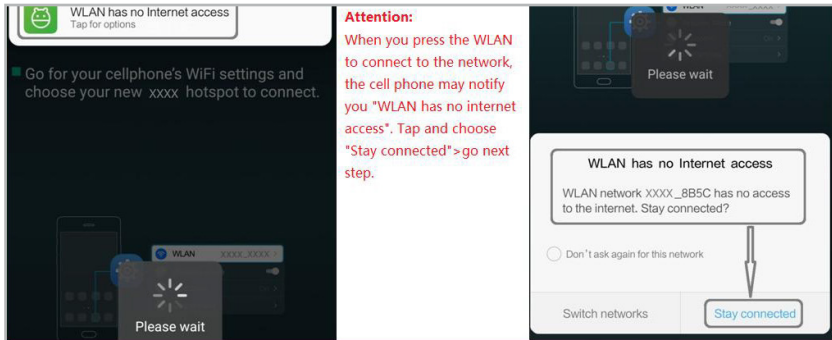 WLAN has no Internet access
Tap for options
Go for your cellphone's WiFi settings and
choose your new xxxx hotspot to connect.
WLAN XXXX_XXXX
Please wait
Attention:
When you press the WLAN
to connect to the network,
the cell phone may notify
you "WLAN has no internet
access". Tap and choose
"Stay connected">go next
step.
WLAN
Please wait
WLAN has no Internet access
WLAN network XXXX_8B5C has no access
to the internet. Stay connected?
Don't ask again for this network
Switch networks
Stay connected